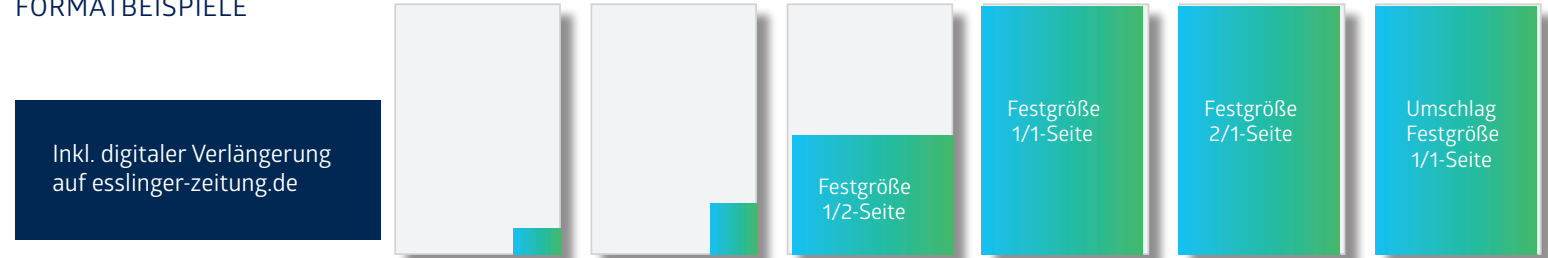 FORMATBEISPIELE
Inkl. digitaler Verlängerung
auf esslinger-zeitung.de
Festgröße
1/2-Seite
Festgröße
1/1-Seite
Festgröße
2/1-Seite
Umschlag
Festgröße
1/1-Seite